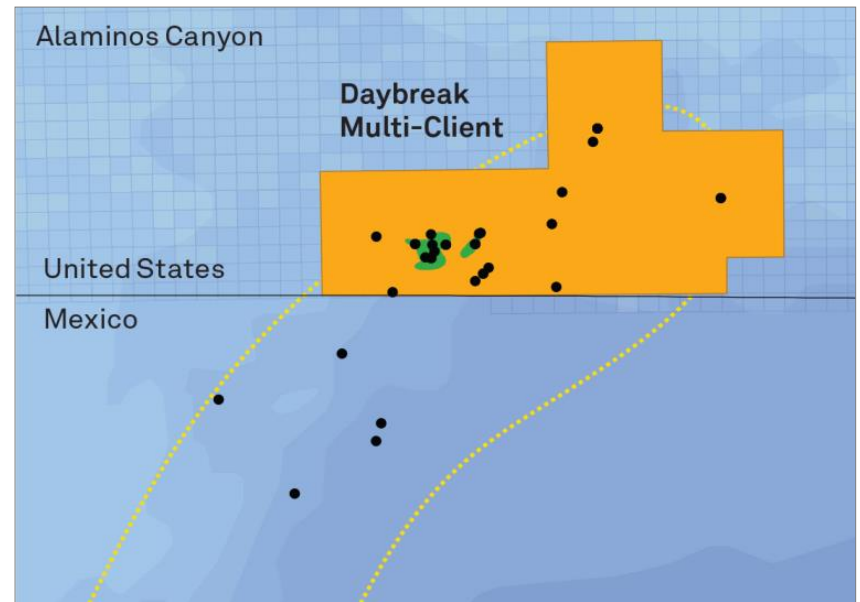 Alaminos Canyon
Daybreak
Multi-Client
United States
Mexico